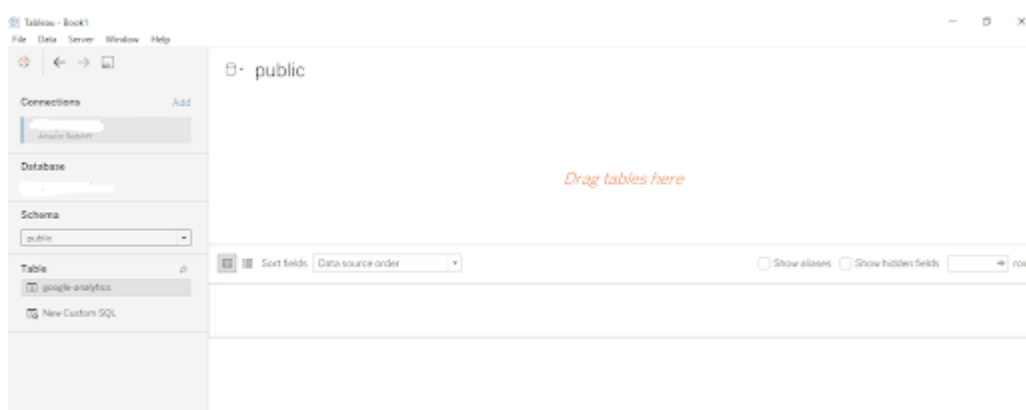 Tableau - Book1
File Data Server Window Help
Connections Add
Amazon Redshift
Database
Schema
public
Table
google-analytics
New Custom SQL
public
Drag tables here
Sort fields Data source order
Show aliases Show hidden fields